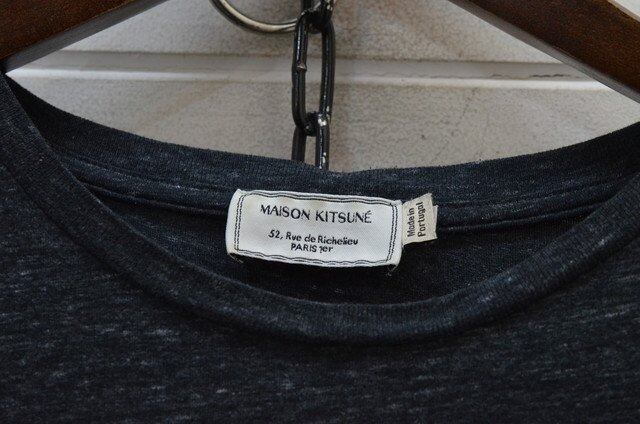 MAISON KITSUNÉ
52, Rue de Richelieu
PARIS 1er
Made in
Portugal